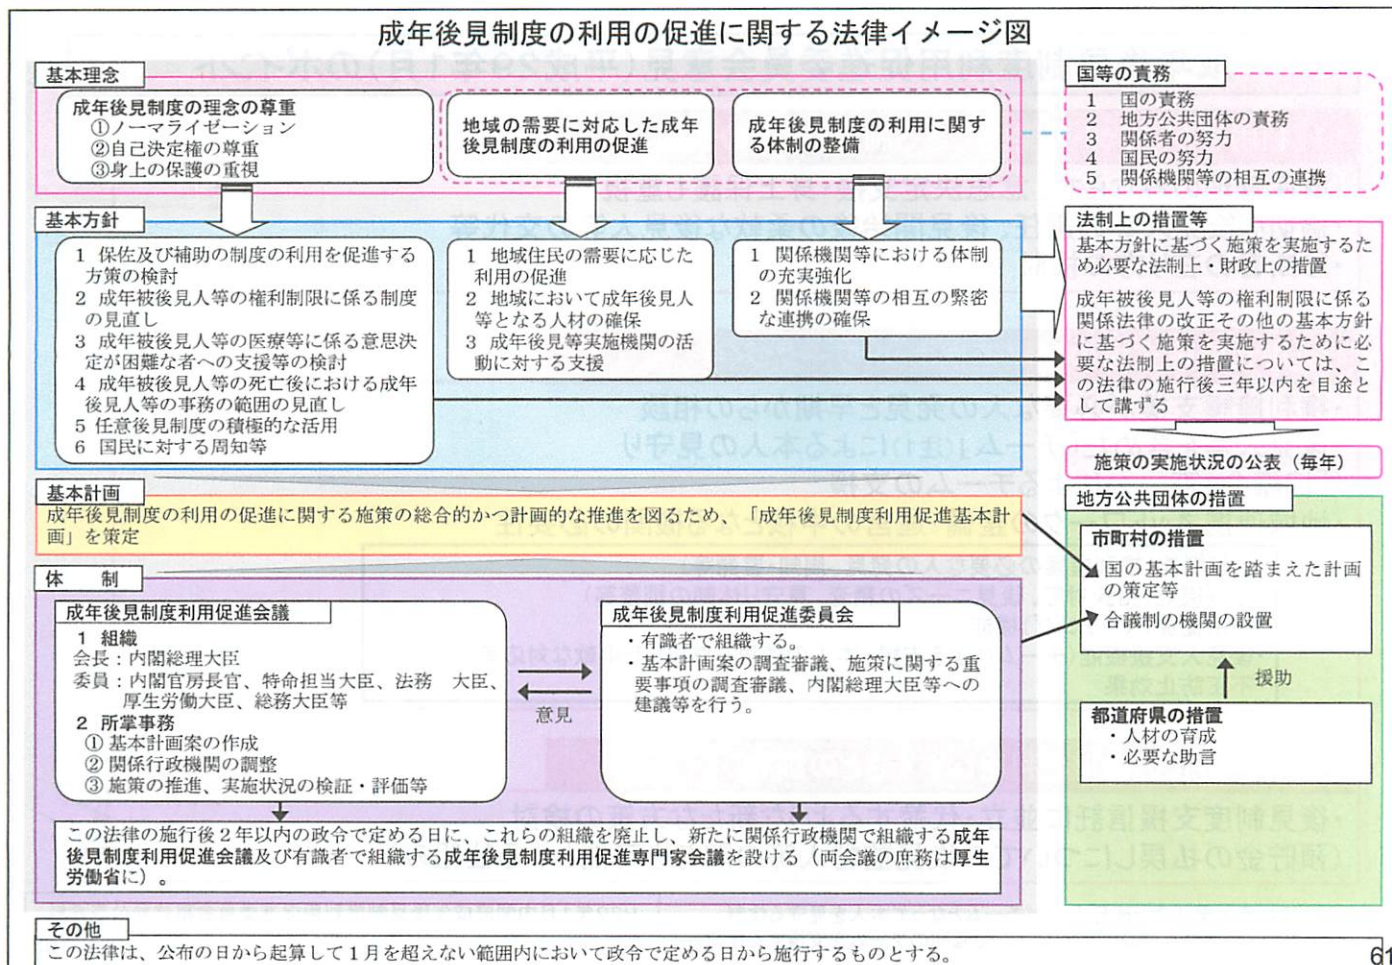 成年後見制度の利用の促進に関する法律イメージ図
基本理念
成年後見制度の理念の尊重
①ノーマライゼーション
②自己決定権の尊重
③身上の保護の重視
地域の需要に対応した成年
後見制度の利用の促進
成年後見制度の利用に関す
る体制の整備
国等の責務
1 国の責務
2 地方公共団体の責務
3 関係者の努力
4 国民の努力
5 関係機関等の相互の連携
基本方針
1 保佐及び補助の制度の利用を促進する
方策の検討
2 成年被後見人等の権利制限に係る制度
の見直し
3 成年被後見人等の医療等に係る意思決
定が困難な者への支援等の検討
4 成年被後見人等の死亡後における成年
後見人等の事務の範囲の見直し
5 任意後見制度の積極的な活用
6 国民に対する周知等
1 地域住民の需要に応じた
利用の促進
2 地域において成年後見人
等となる人材の確保
3 成年後見等実施機関の活
動に対する支援
1 関係機関等における体制
の充実強化
2 関係機関等の相互の緊密
な連携の確保
法制上の措置等
基本方針に基づく施策を実施するた
め必要な法制上・財政上の措置
成年被後見人等の権利制限に係る
関係法律の改正その他の基本方針
に基づく施策を実施するために必
要な法制上の措置については、こ
の法律の施行後三年以内を目途と
して講ずる
施策の実施状況の公表(毎年)
基本計画
成年後見制度の利用の促進に関する施策の総合的かつ計画的な推進を図るため、「成年後見制度利用促進基本計
画」を策定
体 制
成年後見制度利用促進会議
1 組織
会長:内閣総理大臣
委員:内閣官房長官、特命担当大臣、法務 大臣、
厚生労働大臣、総務大臣等
2 所掌事務
① 基本計画案の作成
② 関係行政機関の調整
③ 施策の推進、実施状況の検証・評価等
意見
成年後見制度利用促進委員会
・有識者で組織する。
・基本計画案の調査審議、施策に関する重
要事項の調査審議、内閣総理大臣等への
建議等を行う。
この法律の施行後2年以内の政令で定める日に、これらの組織を廃止し、新たに関係行政機関で組織する成年
後見制度利用促進会議及び有識者で組織する成年後見制度利用促進専門家会議を設ける(両会議の庶務は厚生
労働省に)。
地方公共団体の措置
市町村の措置
・国の基本計画を踏まえた計画
の策定等
・合議制の機関の設置
援助
都道府県の措置
・人材の育成
・必要な助言
その他
この法律は、公布の日から起算して1月を超えない範囲内において政令で定める日から施行するものとする。
61